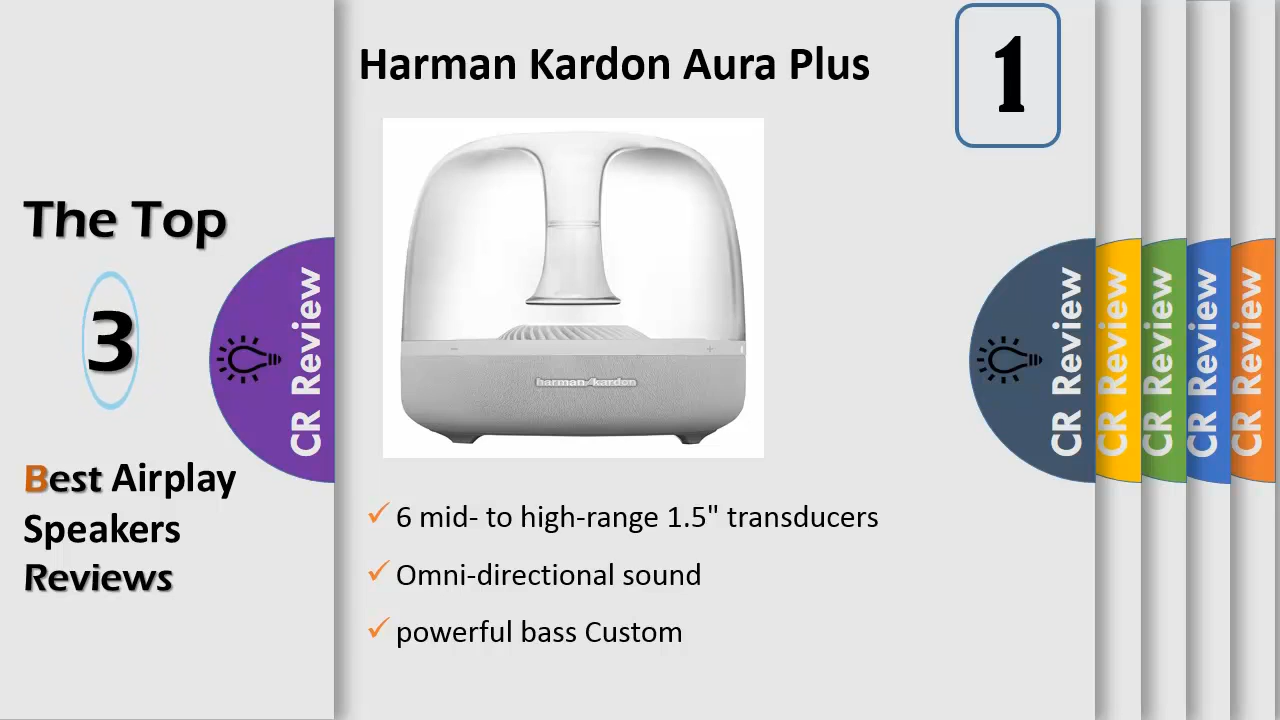 The Top
3
Best Airplay
Speakers
Reviews
CR Review
Harman Kardon Aura Plus
1
harman/kardon
6 mid- to high-range 1.5" transducers
Omni-directional sound
powerful bass Custom
CR Review
CR Review
CR Review
CR Review
CR Review